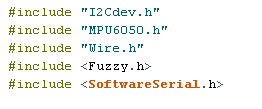 #include "I2Cdev.h"
#include "MPU6050.h"
#include "Wire.h"
#include <Fuzzy.h>
#include <SoftwareSerial.h>